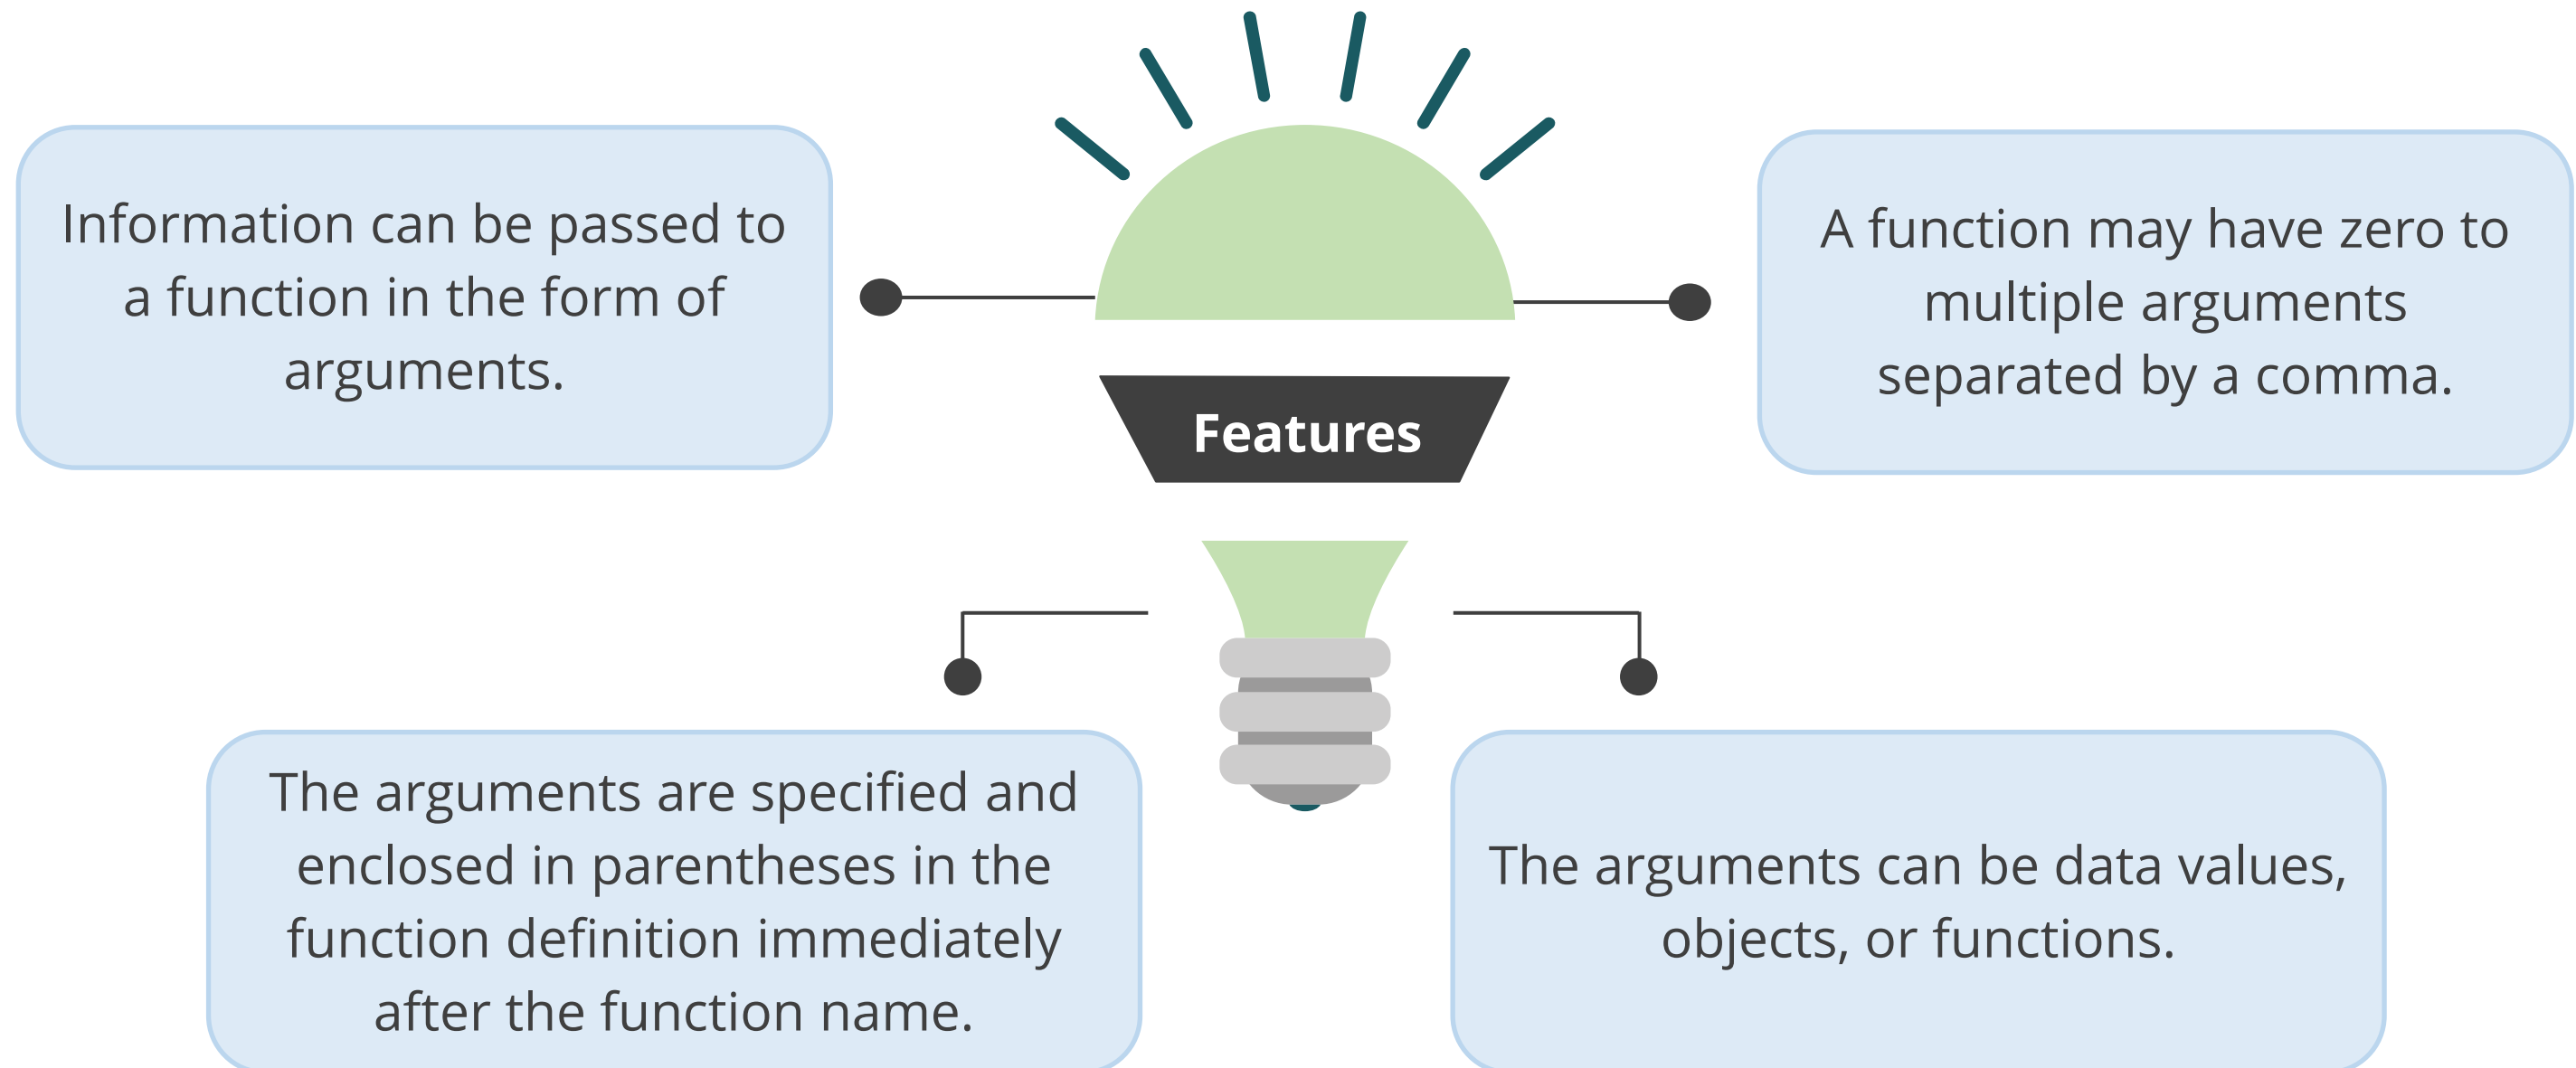 Information can be passed to
a function in the form of
arguments.
A function may have zero to
multiple arguments
separated by a comma.
Features
The arguments are specified and
enclosed in parentheses in the
function definition immediately
after the function name.
The arguments can be data values,
objects, or functions.